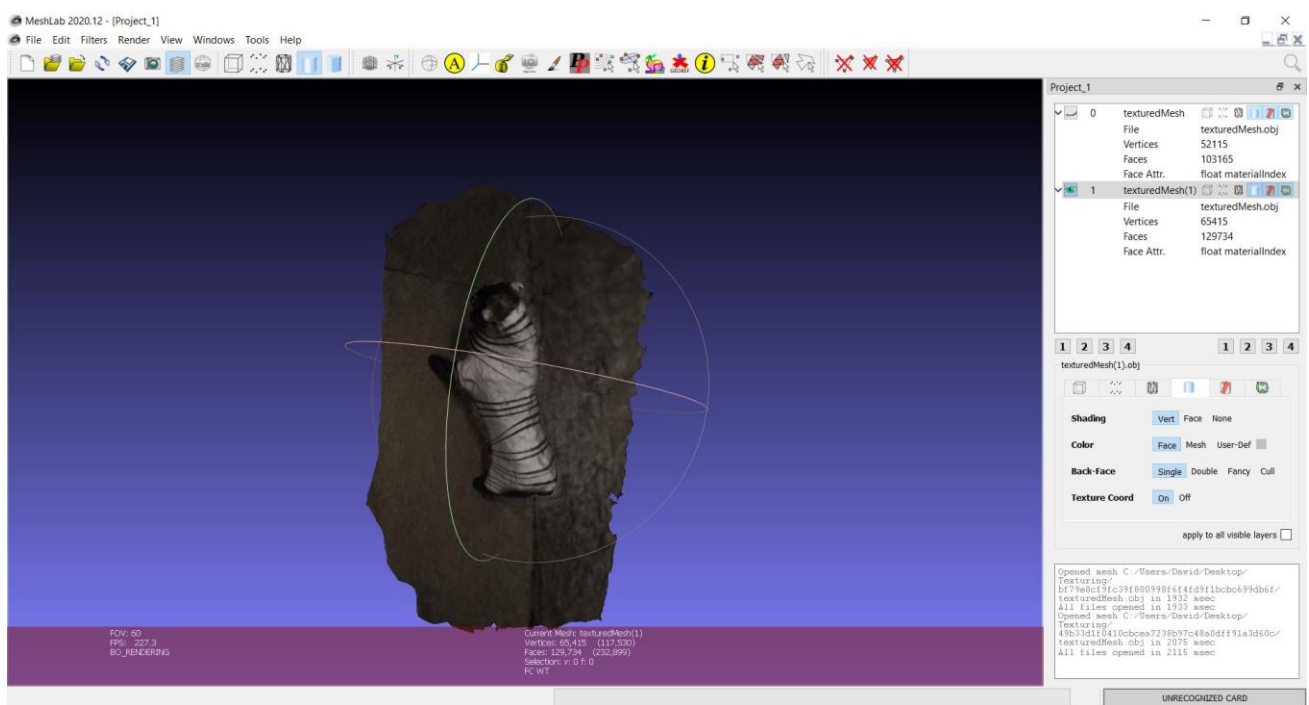 MeshLab 2020.12 - [Project_1]
File Edit Filters Render View Windows Tools Help
Project_1
0 texturedMesh
File texturedMesh.obj
Vertices 52115
Faces 103165
Face Attr. float materialIndex
1 texturedMesh(1)
File texturedMesh.obj
Vertices 65415
Faces 129734
Face Attr. float materialIndex
1 2 3 4 1 2 3 4
texturedMesh(1).obj
Shading Vert Face None
Color Face Mesh User-Def
Back-Face Single Double Fancy Cull
Texture Coord On Off
apply to all visible layers
Opened mesh C:/Users/David/Desktop/
Texturing/
bf79e0cf9fc39f800998f6f4fd9f1bcbc699db6f/
texturedMesh.obj in 1932 msec
All files opened in 1933 msec
Opened mesh C:/Users/David/Desktop/
Texturing/
49b33d1f0410cbcea7238b97c48a0dff91a3d60c/
texturedMesh.obj in 2075 msec
All files opened in 2115 msec
FOV: 60
FPS: 227.3
BO_RENDERING
Current Mesh: texturedMesh(1)
Vertices: 65,415 (117,530)
Faces: 129,734 (232,899)
Selection: v: 0 f: 0
FC WT
UNRECOGNIZED CARD